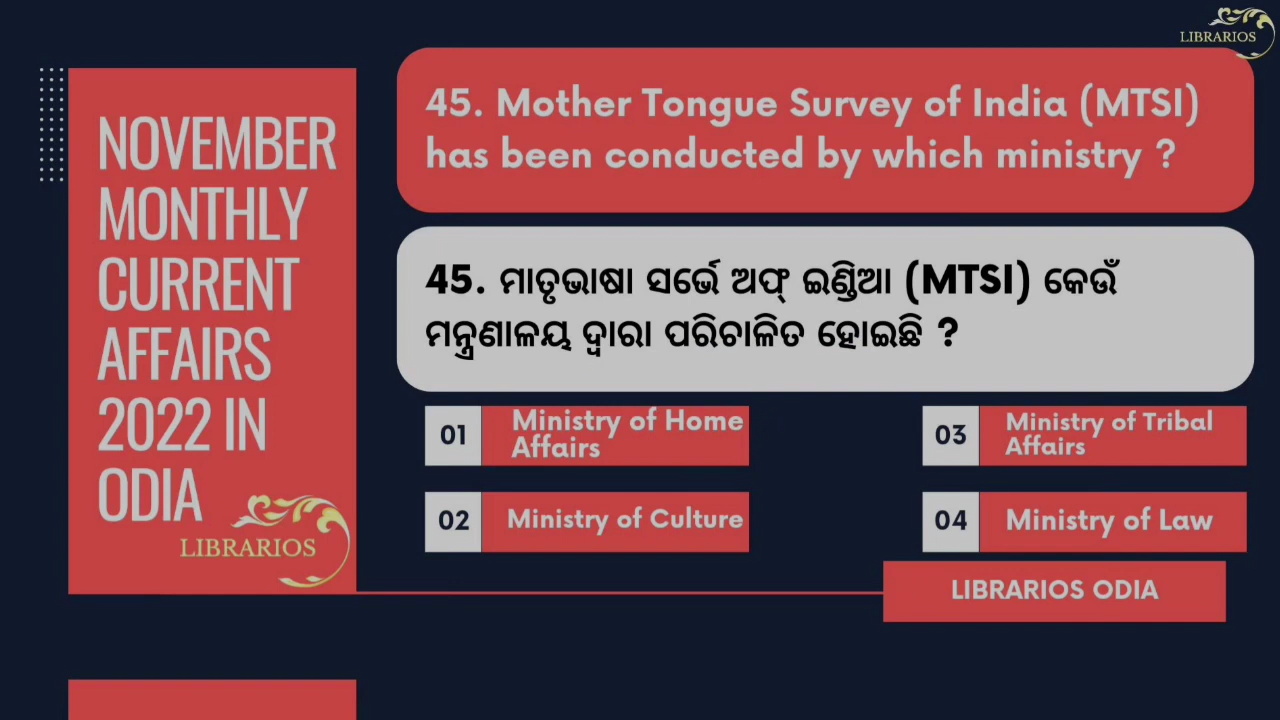 LIBRARIOS
NOVEMBER
MONTHLY
CURRENT
AFFAIRS
2022 IN
ODIA
LIBRARIOS
45. Mother Tongue Survey of India (MTSI)
has been conducted by which ministry ?
45. ମାତୃଭାଷା ସର୍ଭେ ଅଫ୍ ଇଣ୍ଡିଆ (MTSI) କେଉଁ
ମନ୍ତ୍ରଣାଳୟ ଦ୍ୱାରା ପରିଚାଳିତ ହୋଇଛି ?
01 Ministry of Home
Affairs
02 Ministry of Culture
03 Ministry of Tribal
Affairs
04 Ministry of Law
LIBRARIOS ODIA